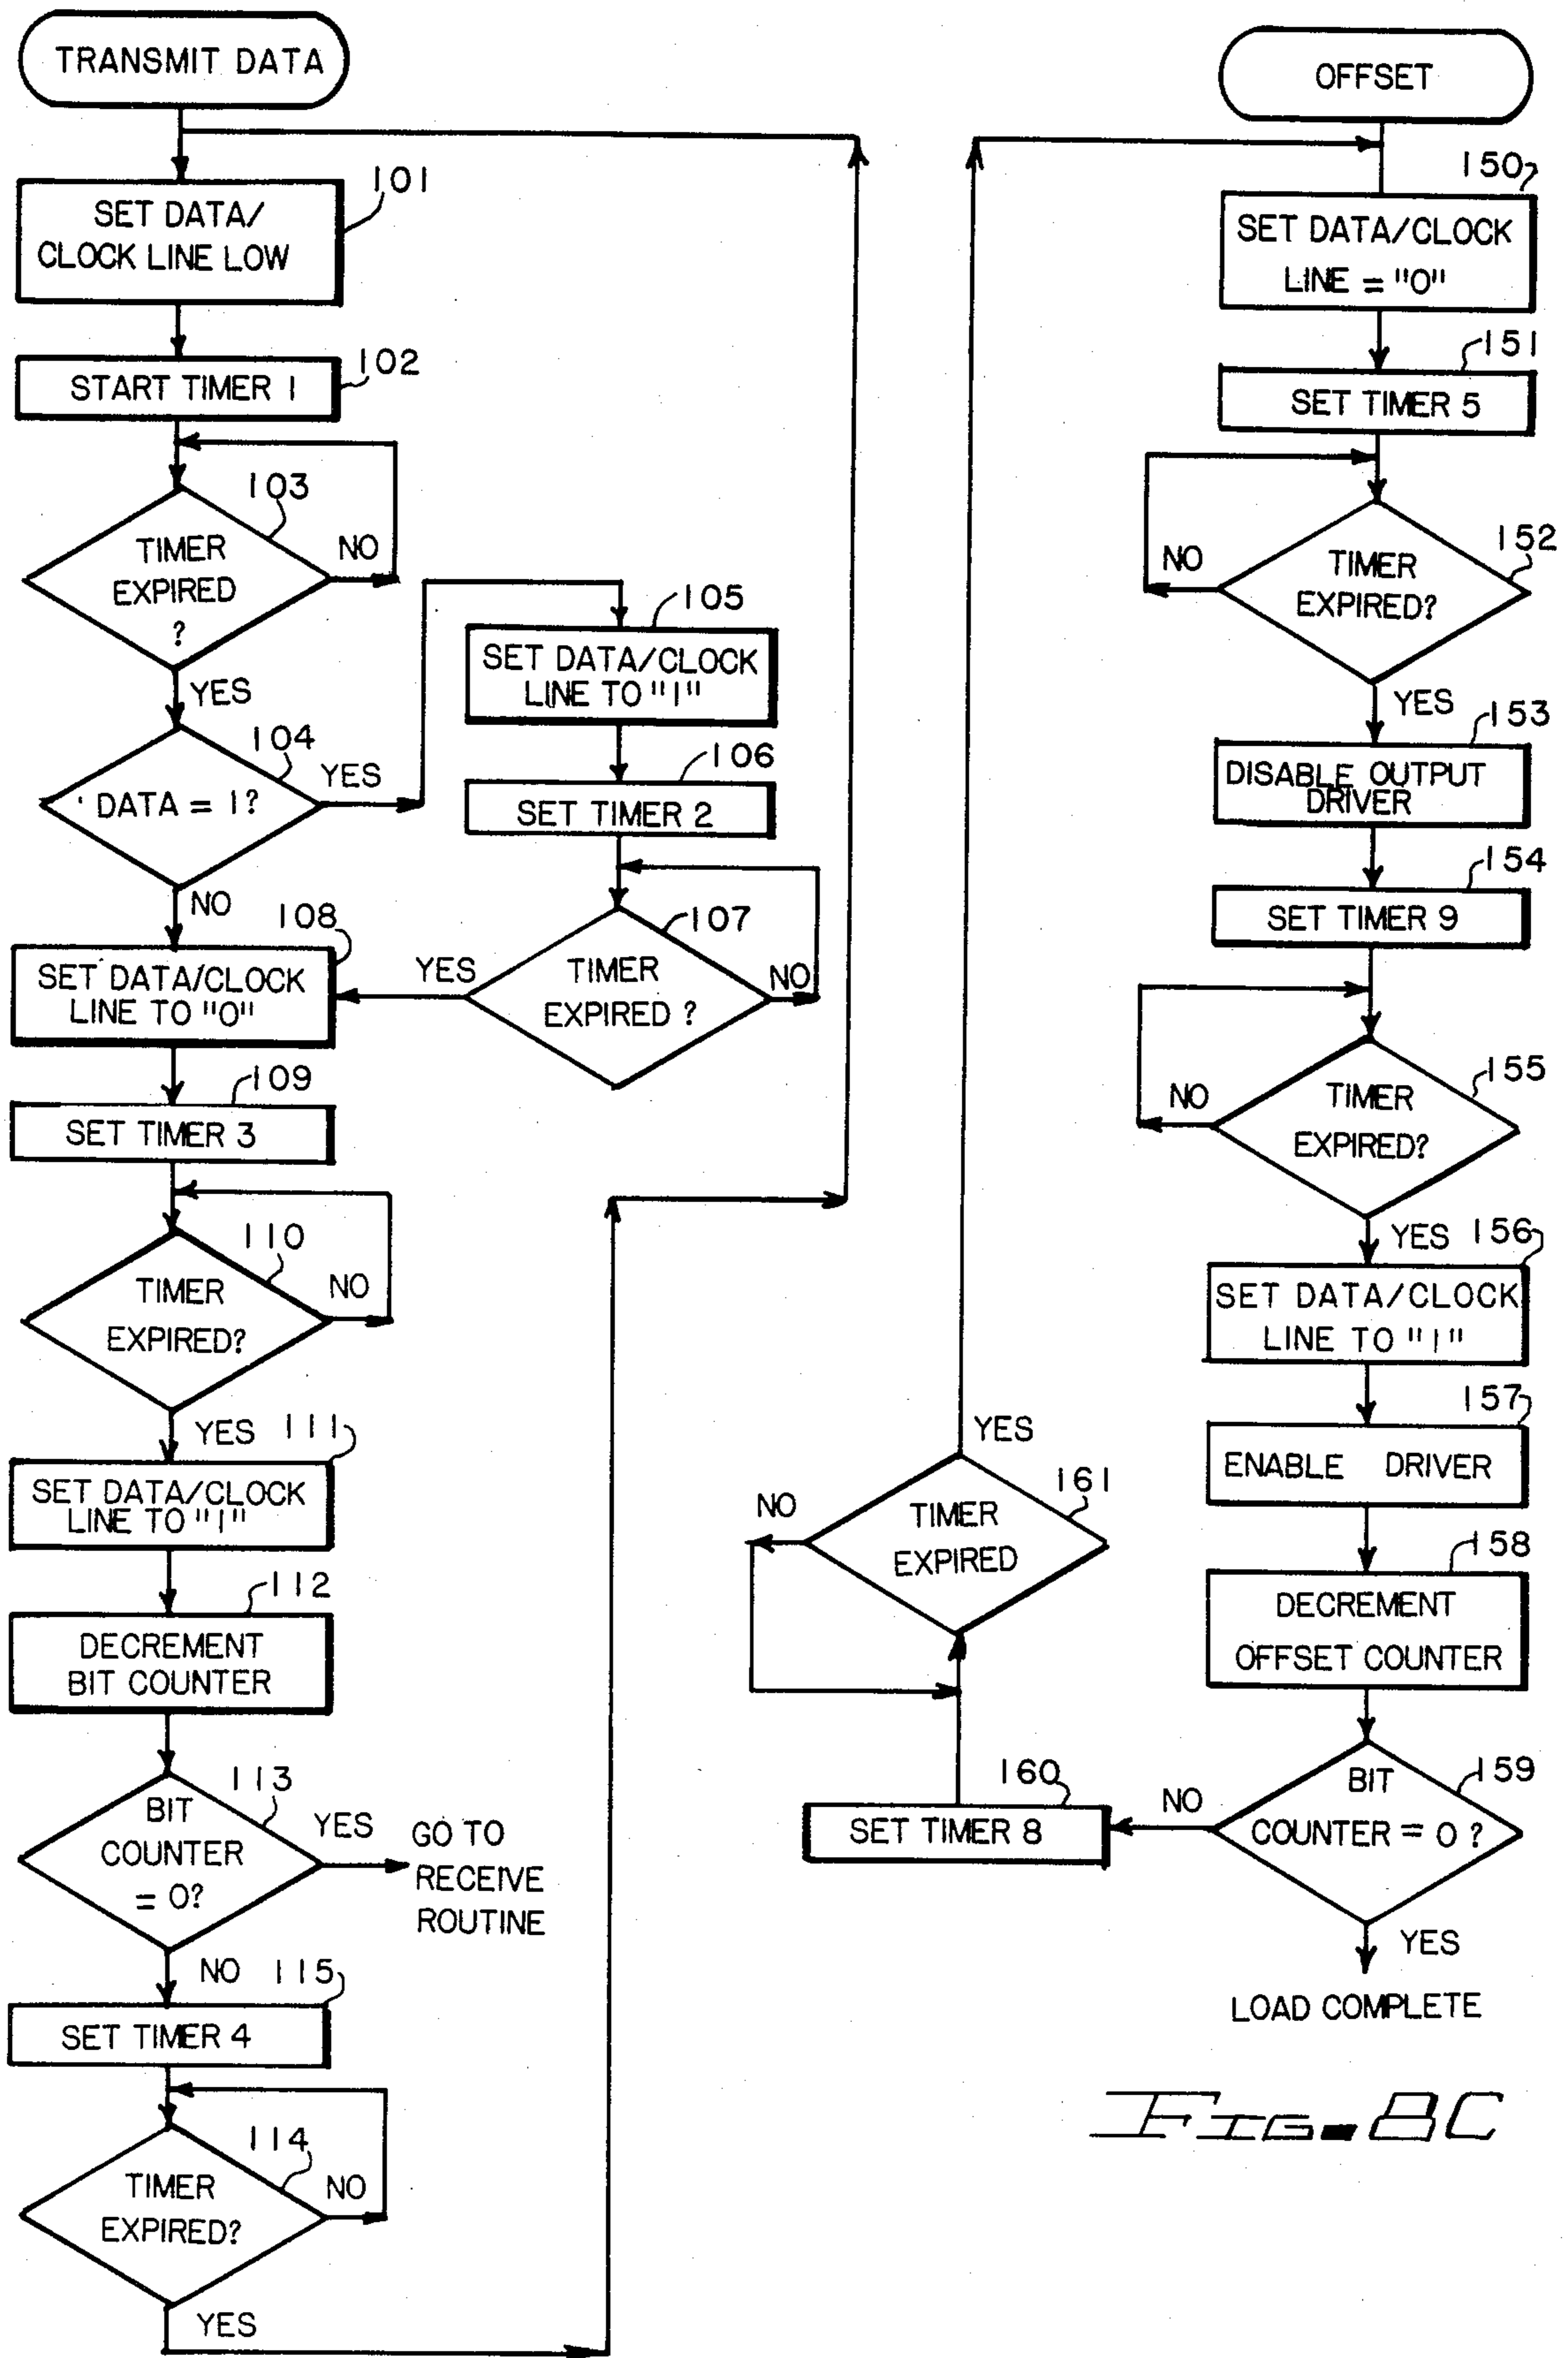 TRANSMIT DATA
101
SET DATA/
CLOCK LINE LOW
START TIMER 1
102
103
TIMER
EXPIRED
?
NO
YES
104
DATA = 1?
YES
NO
105
SET DATA/CLOCK
LINE TO "1"
106
SET TIMER 2
107
TIMER
EXPIRED ?
NO
YES
108
SET DATA/CLOCK
LINE TO "0"
109
SET TIMER 3
110
TIMER
EXPIRED?
NO
YES
111
SET DATA/CLOCK
LINE TO "1"
112
DECREMENT
BIT COUNTER
113
BIT
COUNTER
= 0?
YES
GO TO
RECEIVE
ROUTINE
NO
115
SET TIMER 4
114
TIMER
EXPIRED?
NO
YES
OFFSET
150
SET DATA/CLOCK
LINE = "0"
151
SET TIMER 5
152
TIMER
EXPIRED?
NO
YES
153
DISABLE OUTPUT
DRIVER
154
SET TIMER 9
155
TIMER
EXPIRED?
NO
YES
156
SET DATA/CLOCK
LINE TO "1"
157
ENABLE DRIVER
158
DECREMENT
OFFSET COUNTER
159
BIT
COUNTER = 0 ?
NO
160
SET TIMER 8
161
TIMER
EXPIRED
NO
YES
YES
LOAD COMPLETE
FIG. 8C